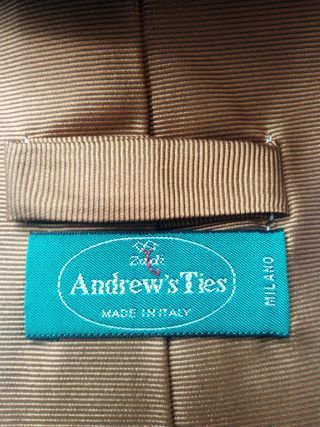 Andrew's Ties
MADE IN ITALY
MILANO